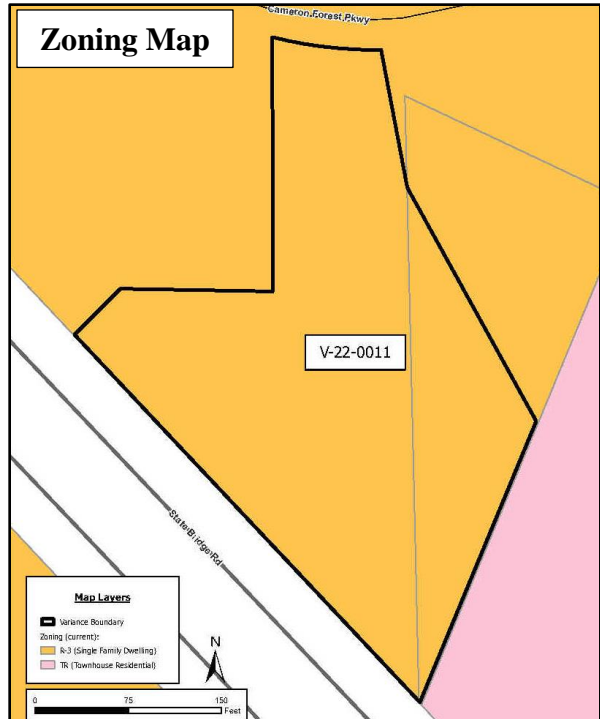 Cameron Forest Pkwy
Zoning Map
V-22-0011
State Bridge Rd
Map Layers
Variance Boundary
Zoning (current):
R-3 (Single Family Dwelling)
TR (Townhouse Residential)
N
0 75 150
Feet